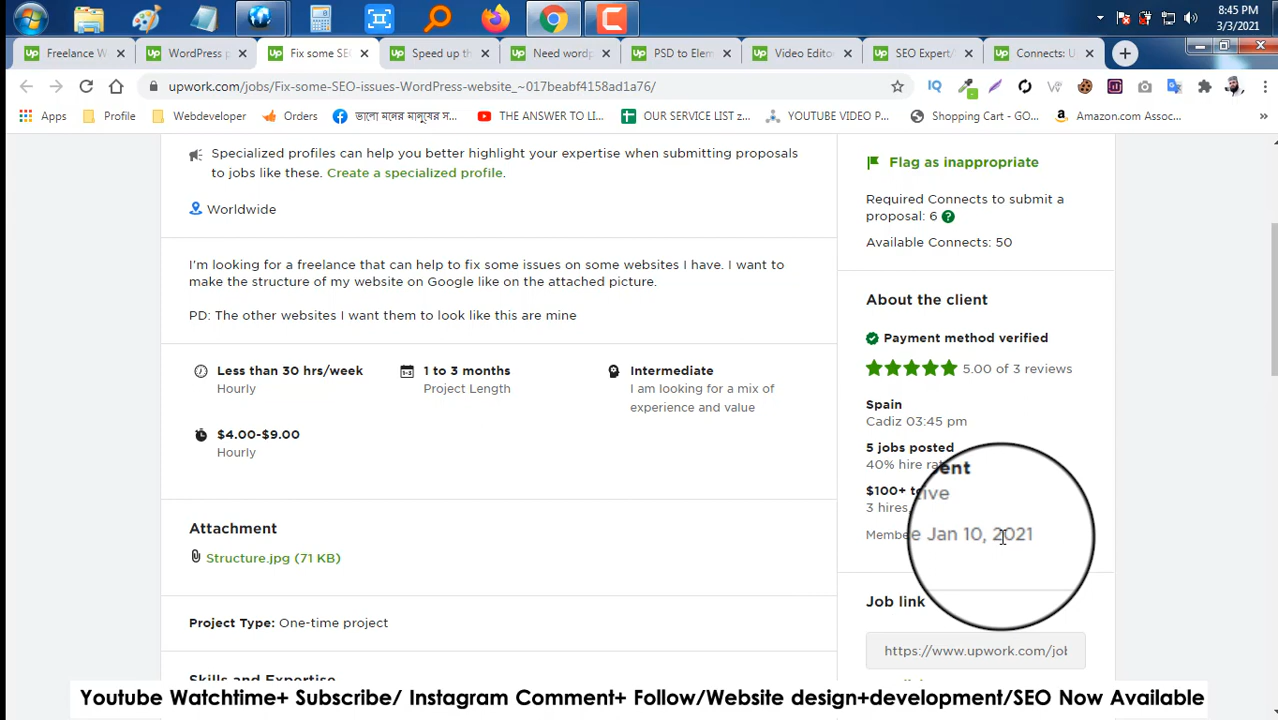 8:45 PM
3/3/2021
Freelance W
WordPress p
Fix some SE
Speed up th
New wordp
PSD to Elem
Video Edito
SEO Expert/
Connects: U
upwork.com/jobs/Fix-some-SEO-issues-WordPress-website_~017beabf4158ad1a76/
Apps
Profile
Webdeveloper
Orders
ভালো মনের মানুষের স...
THE ANSWER TO LI...
OUR SERVICE LIST z...
YOUTUBE VIDEO P...
Shopping Cart - GO...
Amazon.com Assoc...
»
Specialized profiles can help you better highlight your expertise when submitting proposals
to jobs like these. Create a specialized profile.
Worldwide
I'm looking for a freelance that can help to fix some issues on some websites I have. I want to
make the structure of my website on Google like on the attached picture.
PD: The other websites I want them to look like this are mine
Less than 30 hrs/week
Hourly
1 to 3 months
Project Length
Intermediate
I am looking for a mix of
experience and value
$4.00-$9.00
Hourly
Attachment
Structure.jpg (71 KB)
Project Type: One-time project
Skills and Expertise
Flag as inappropriate
Required Connects to submit a
proposal: 6
Available Connects: 50
About the client
Payment method verified
5.00 of 3 reviews
Spain
Cadiz 03:45 pm
5 jobs posted
40% hire ra ent
$100+ t tive
3 hires,
Membe e Jan 10, 2021
Job link
https://www.upwork.com/jol
Youtube Watchtime+ Subscribe/ Instagram Comment+ Follow/Website design+development/SEO Now Available